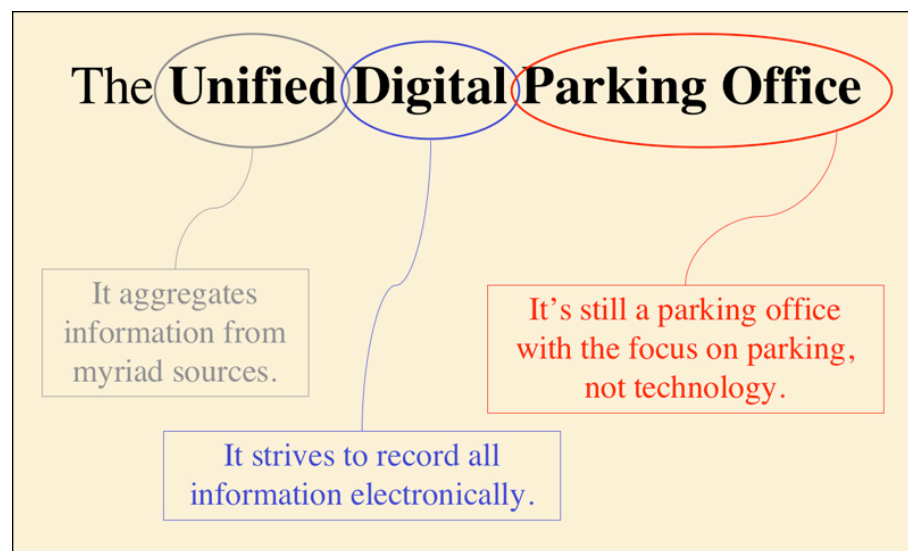 The Unified Digital Parking Office
It aggregates
information from
myriad sources.
It strives to record all
information electronically.
It’s still a parking office
with the focus on parking,
not technology.